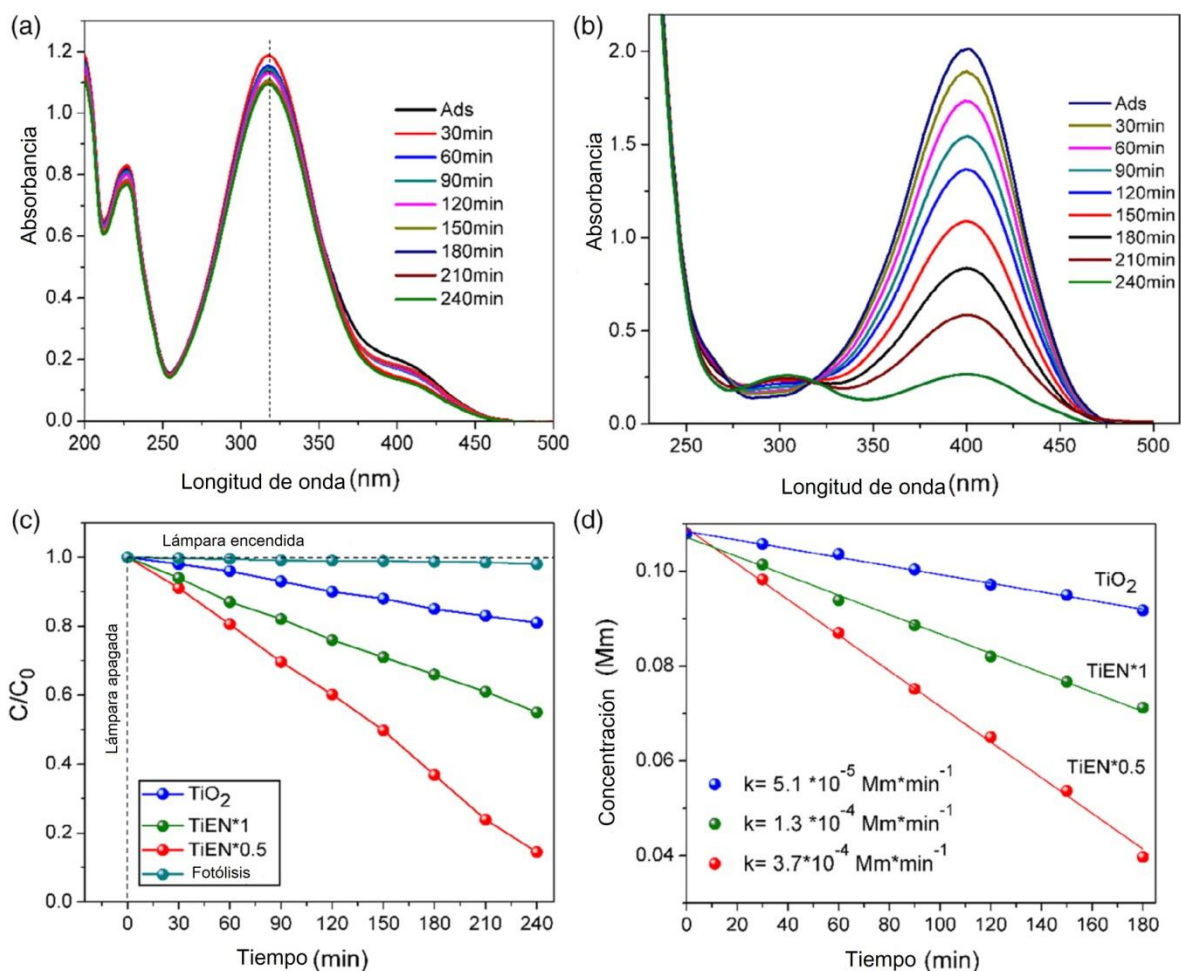 (a)
Absorbancia
1.2
1.0
0.8
0.6
0.4
0.2
0.0
200 250 300 350 400 450 500
Longitud de onda (nm)
Ads
30min
60min
90min
120min
150min
180min
210min
240min
(b)
Absorbancia
2.0
1.5
1.0
0.5
0.0
250 300 350 400 450 500
Longitud de onda (nm)
Ads
30min
60min
90min
120min
150min
180min
210min
240min
(c)
C/C0
1.0
0.8
0.6
0.4
0.2
0.0
Lámpara encendida
Lámpara apagada
TiO2
TiEN*1
TiEN*0.5
Fotólisis
0 30 60 90 120 150 180 210 240
Tiempo (min)
(d)
Concentración (Mm)
0.10
0.08
0.06
0.04
TiO2
TiEN*1
TiEN*0.5
k= 5.1 *10-5 Mm*min-1
k= 1.3 *10-4 Mm*min-1
k= 3.7*10-4 Mm*min-1
0 20 40 60 80 100 120 140 160 180
Tiempo (min)